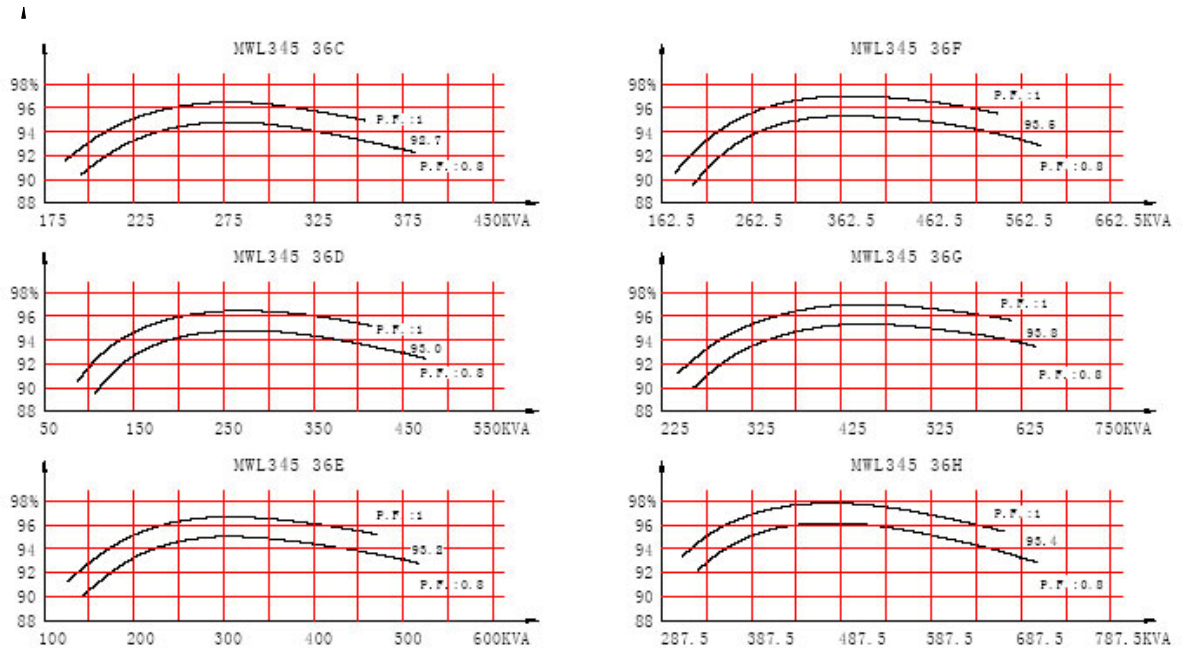 MWL345 36C
98%
96
94
92
90
88
P.F.:1
92.7
P.F.:0.8
175 225 275 325 375 450KVA
MWL345 36F
98%
96
94
92
90
88
P.F.:1
93.6
P.F.:0.8
162.5 262.5 362.5 462.5 562.5 662.5KVA
MWL345 36D
98%
96
94
92
90
88
P.F.:1
93.0
P.F.:0.8
50 150 250 350 450 550KVA
MWL345 36G
98%
96
94
92
90
88
P.F.:1
93.8
P.F.:0.8
225 325 425 525 625 750KVA
MWL345 36E
98%
96
94
92
90
88
P.F.:1
93.2
P.F.:0.8
100 200 300 400 500 600KVA
MWL345 36H
98%
96
94
92
90
88
P.F.:1
93.4
P.F.:0.8
287.5 387.5 487.5 587.5 687.5 787.5KVA